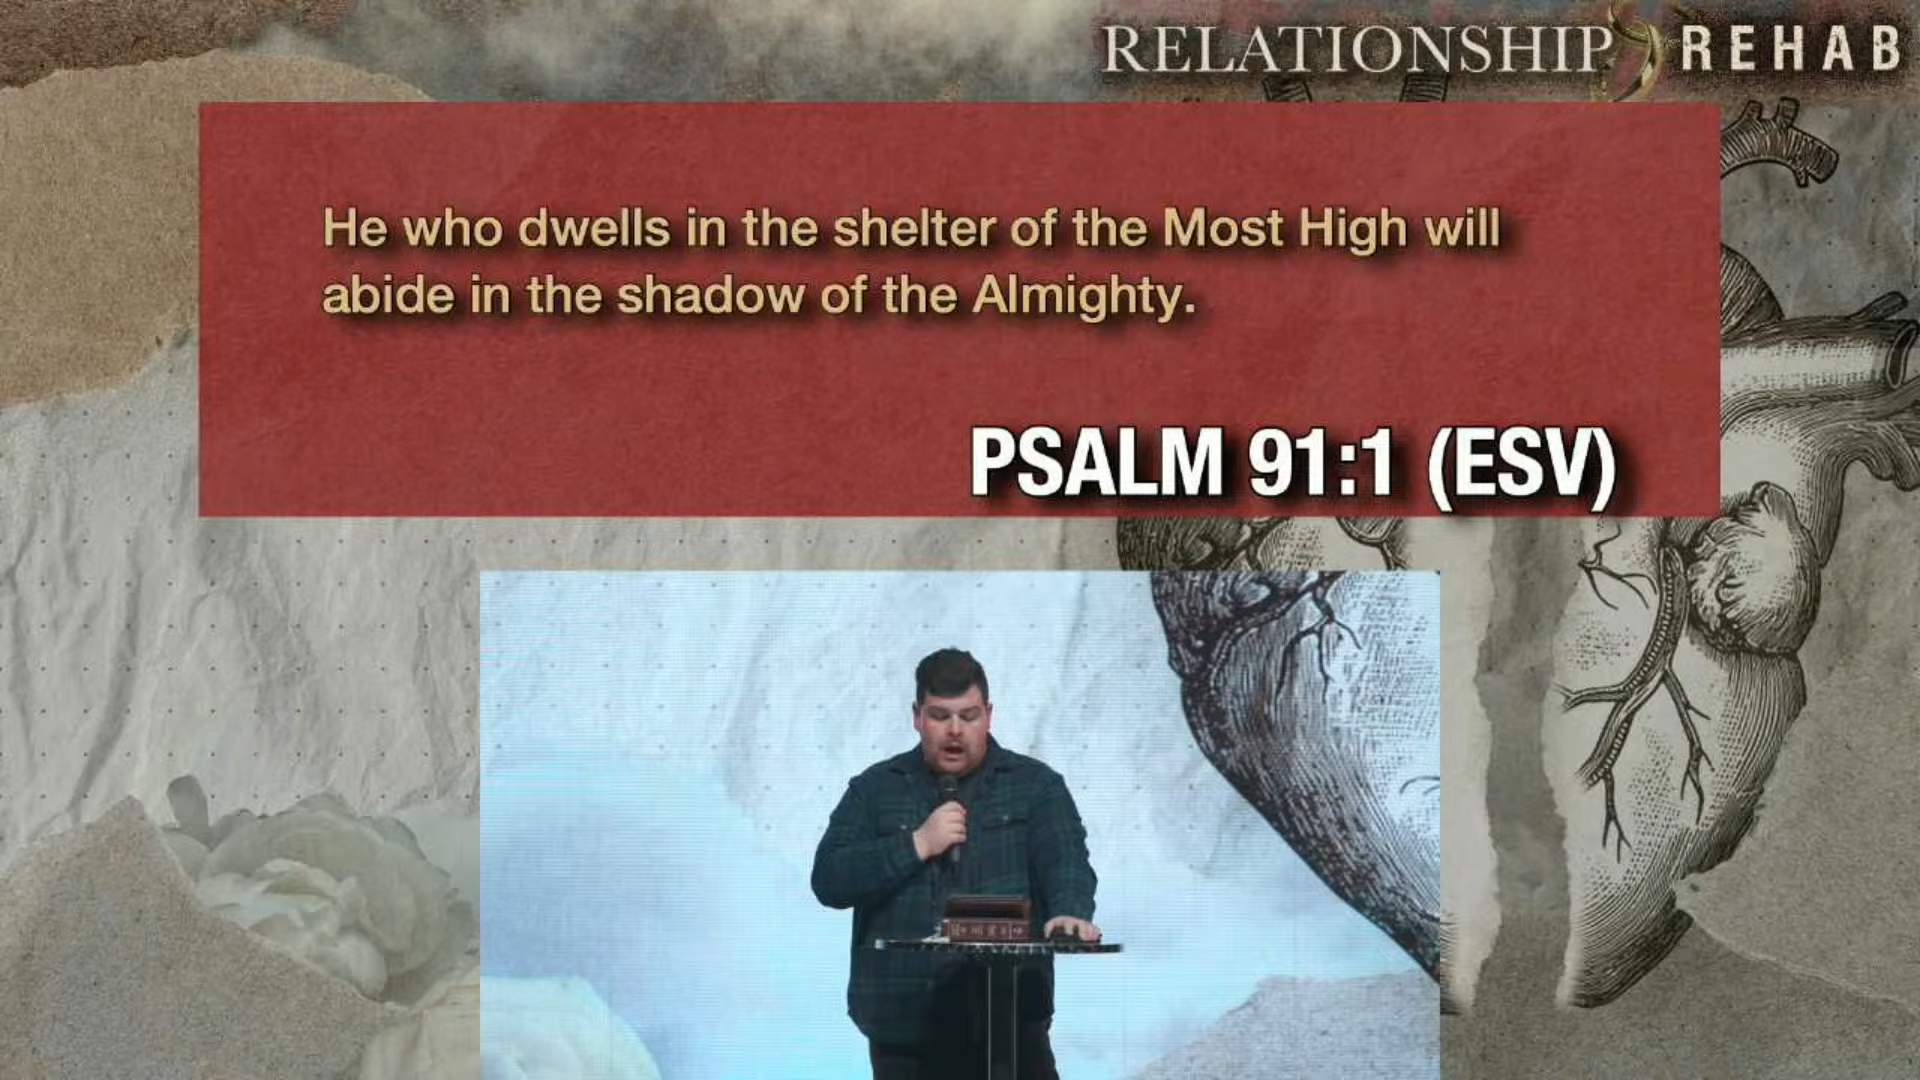 RELATIONSHIP REHAB
He who dwells in the shelter of the Most High will
abide in the shadow of the Almighty.
PSALM 91:1 (ESV)